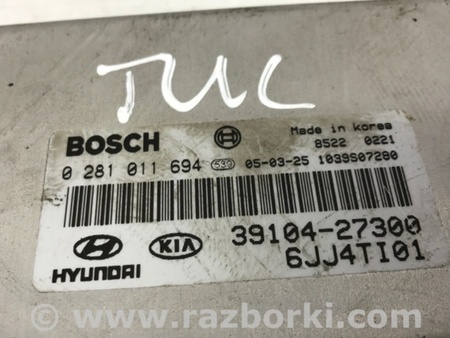 TUC
BOSCH
Made in korea
8522 0221
0 281 011 694 539 05-03-25 1039S07280
HYUNDAI KIA 39104-27300
6JJ4TI01
www.razborki.com